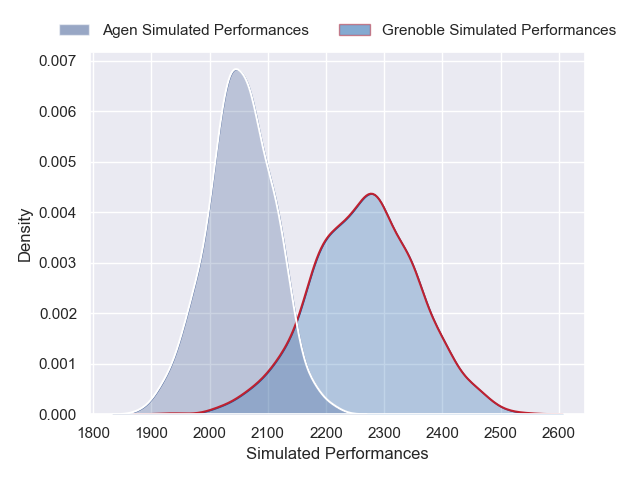 Agen Simulated Performances
Grenoble Simulated Performances
0.007
0.006
0.005
0.004
0.003
0.002
0.001
0.000
Density
1800 1900 2000 2100 2200 2300 2400 2500 2600
Simulated Performances